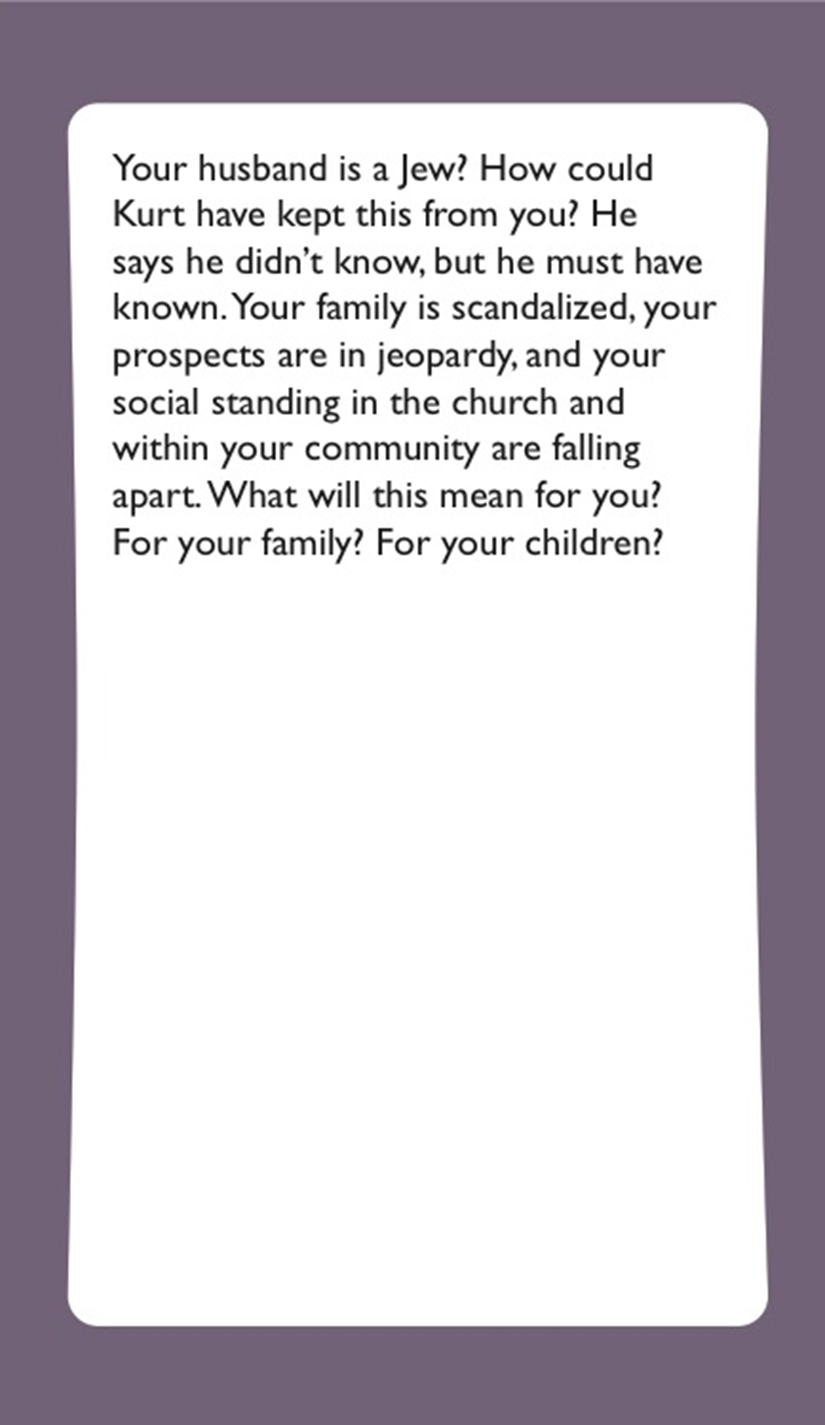 Your husband is a Jew? How could
Kurt have kept this from you? He
says he didn’t know, but he must have
known. Your family is scandalized, your
prospects are in jeopardy, and your
social standing in the church and
within your community are falling
apart. What will this mean for you?
For your family? For your children?